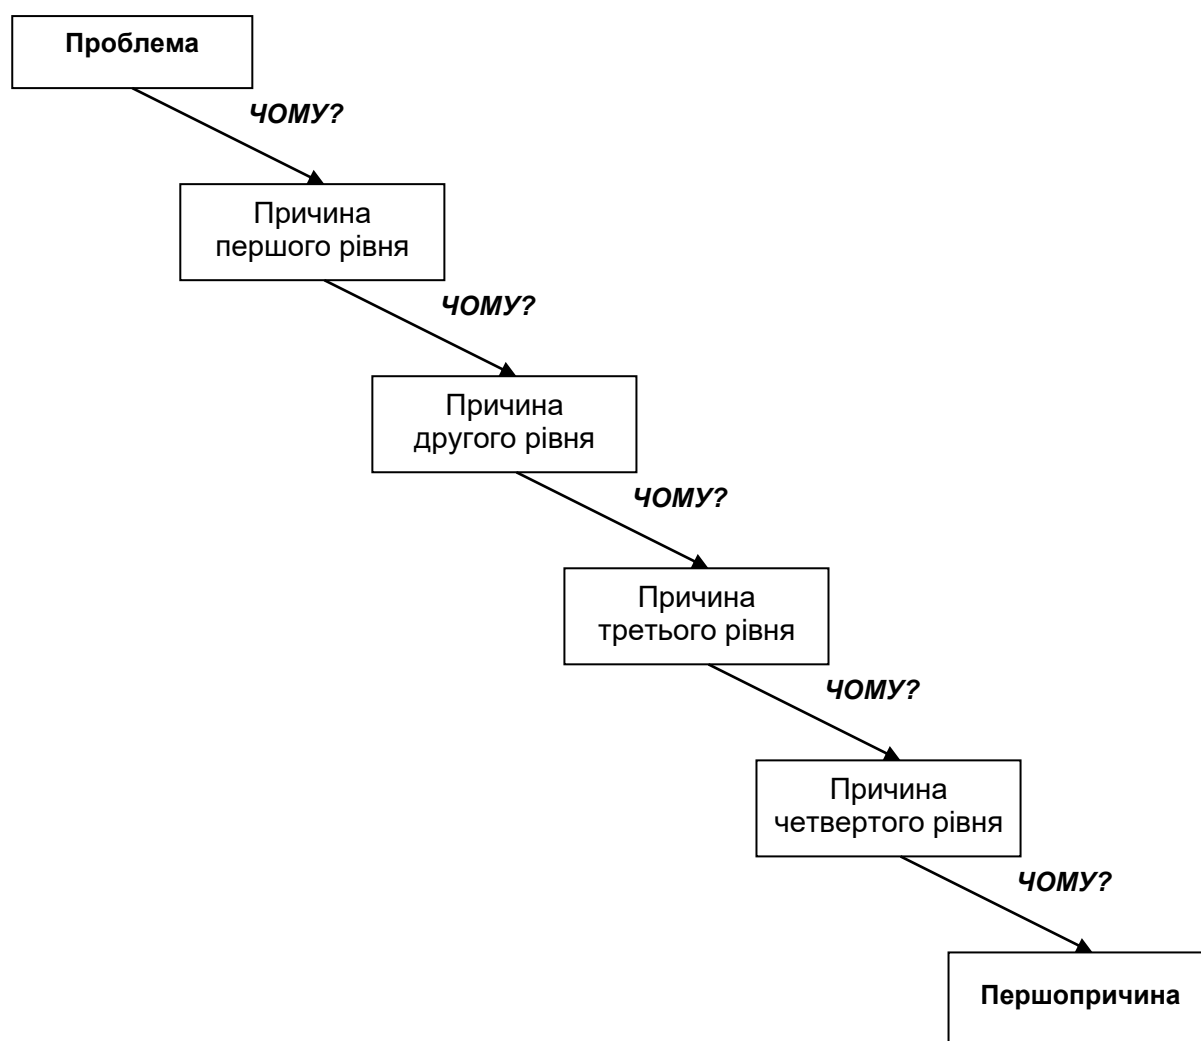 Проблема
ЧОМУ?
Причина
першого рівня
ЧОМУ?
Причина
другого рівня
ЧОМУ?
Причина
третього рівня
ЧОМУ?
Причина
четвертого рівня
ЧОМУ?
Першопричина